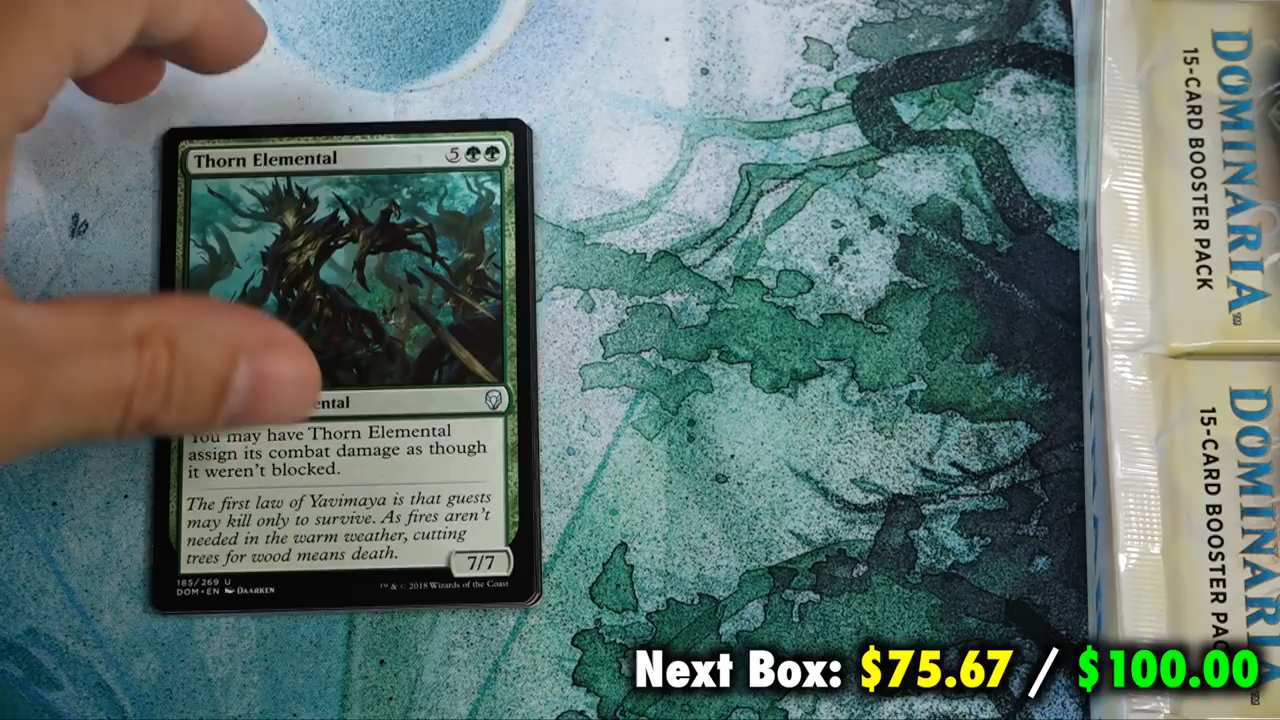 Thorn Elemental 5
ental
You may have Thorn Elemental
assign its combat damage as though
it weren't blocked.
The first law of Yavimaya is that guests
may kill only to survive. As fires aren't
needed in the warm weather, cutting
trees for wood means death.
7/7
185/269 U
DOM • EN DAARKEN
™ & © 2018 Wizards of the Coast
DOMINARIA
15-CARD BOOSTER PACK
DOMINARIA
15-CARD BOOSTER PAC
Next Box: $75.67 / $100.00